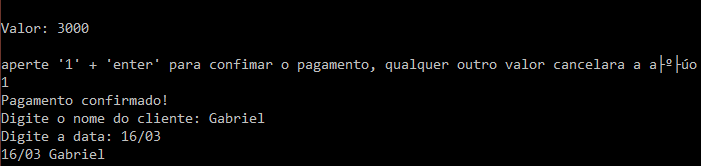 Valor: 3000
aperte '1' + 'enter' para confimar o pagamento, qualquer outro valor cancelara a a├º├úo
1
Pagamento confirmado!
Digite o nome do cliente: Gabriel
Digite a data: 16/03
16/03 Gabriel